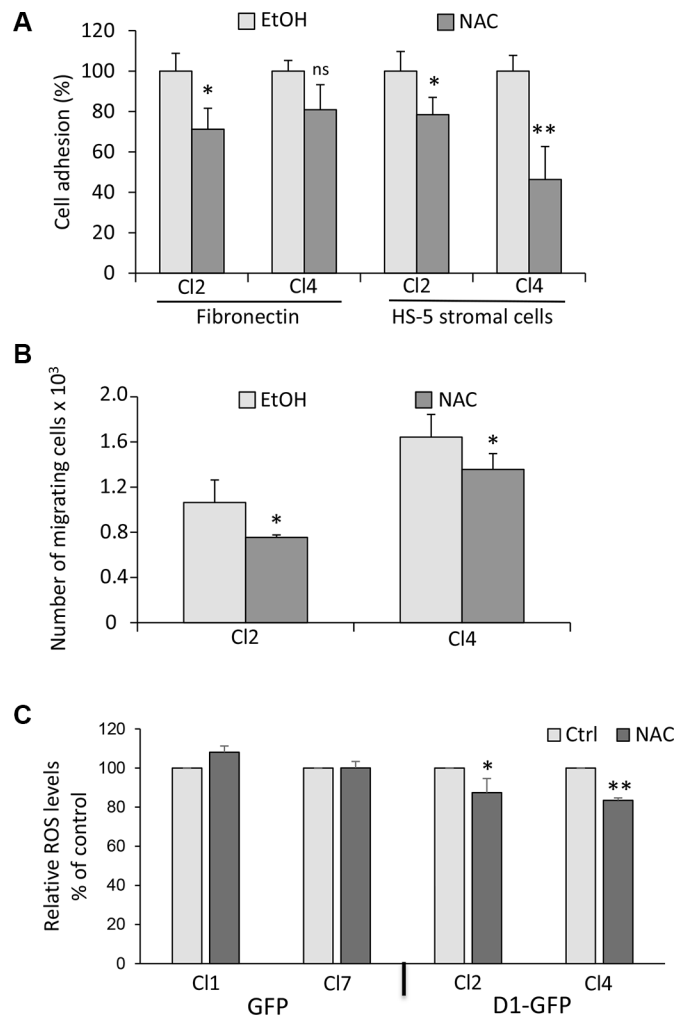 A
EtOH NAC
Cell adhesion (%)
120
100
80
60
40
20
0
* ns * **
Cl2 Cl4 Cl2 Cl4
Fibronectin HS-5 stromal cells
B
EtOH NAC
Number of migrating cells x 10³
2.0
1.6
1.2
0.8
0.4
0
* *
Cl2 Cl4
C
Ctrl NAC
Relative ROS levels
% of control
120
100
80
60
40
20
0
* **
Cl1 Cl7 Cl2 Cl4
GFP D1-GFP